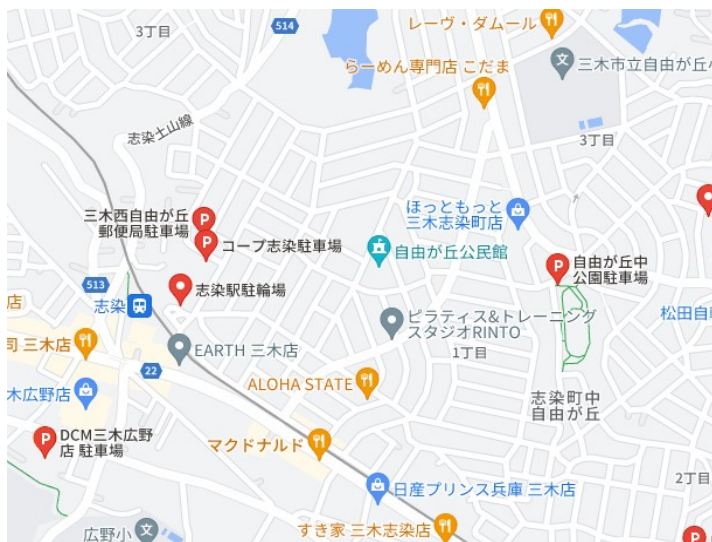 3丁目
514
レーヴ・ダムール
三木市立自由が丘小
らーめん専門店 こだま
志染土山線
3丁目
三木西自由が丘
郵便局駐車場
コープ志染駐車場
ほっともっと
三木志染町店
自由が丘公民館
自由が丘中
公園駐車場
513
志染
志染駅駐輪場
店
松田自転
ピラティス&トレーニング
スタジオRINTO
司 三木店
EARTH 三木店
1丁目
22
ALOHA STATE
志染町中
自由が丘
木広野店
DCM三木広野
店 駐車場
マクドナルド
日産プリンス兵庫 三木店
2丁目
広野小
すき家 三木志染店